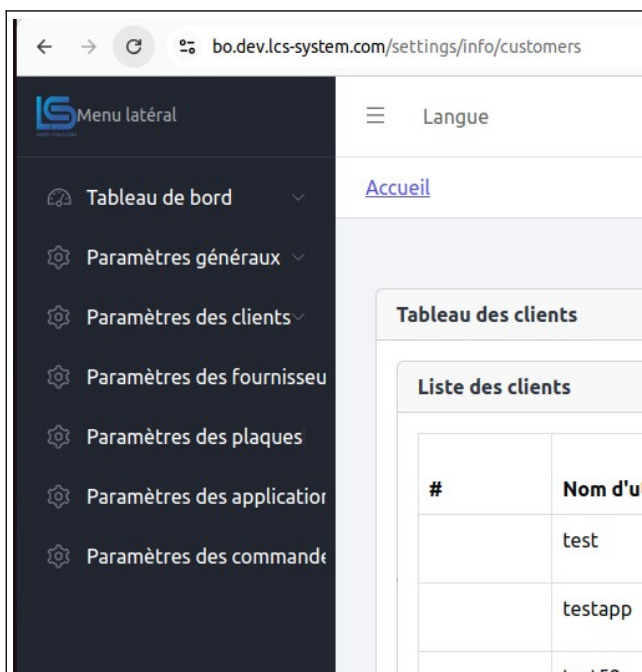 bo.dev.lcs-system.com/settings/info/customers
LCS Menu latéral
Langue
Accueil
Tableau de bord
Paramètres généraux
Paramètres des clients
Paramètres des fournisseu
Paramètres des plaques
Paramètres des application
Paramètres des commande
Tableau des clients
Liste des clients
# Nom d'u
test
testapp